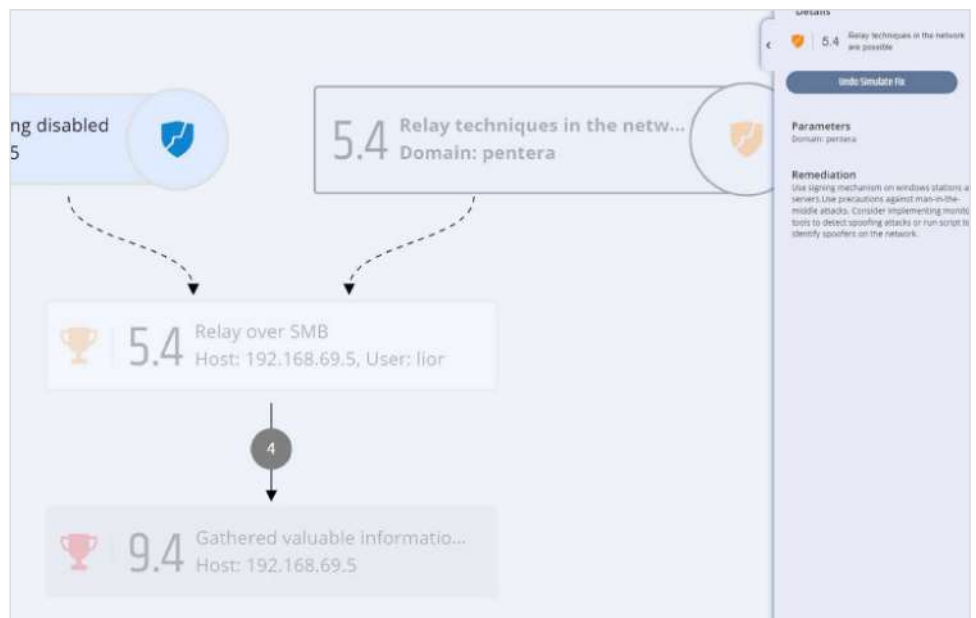 ng disabled
5
5.4
Relay techniques in the netw...
Domain: pentera
5.4
Relay over SMB
Host: 192.168.69.5, User: lior
4
9.4
Gathered valuable informatio...
Host: 192.168.69.5
Details
5.4
Relay techniques in the network
are possible
Undo Simulate Fix
Parameters
Domain: pentera
Remediation
Use signing mechanism on windows stations a
servers.Use precautions against man-in-the-
middle attacks. Consider implementing monito
tools to detect spoofing attacks or run script to
identify spoofers on the network.